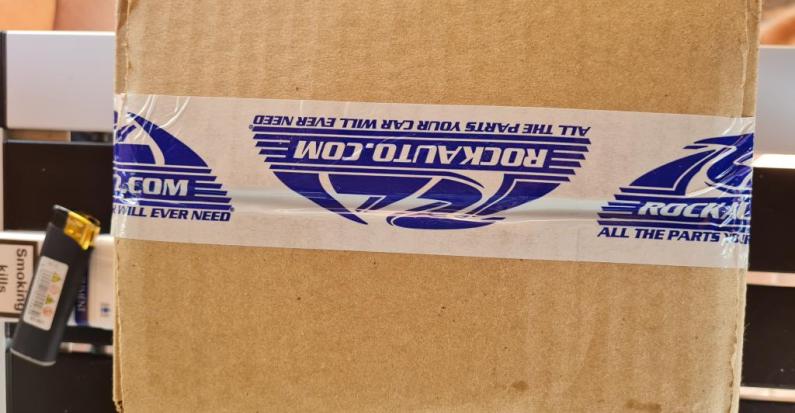 O.COM
R WILL EVER NEED
ALL THE PARTS YOUR CAR WILL EVER NEED
ROCKAUTO.COM
ROCKAU
ALL THE PARTS YOUR
Smoking
kills